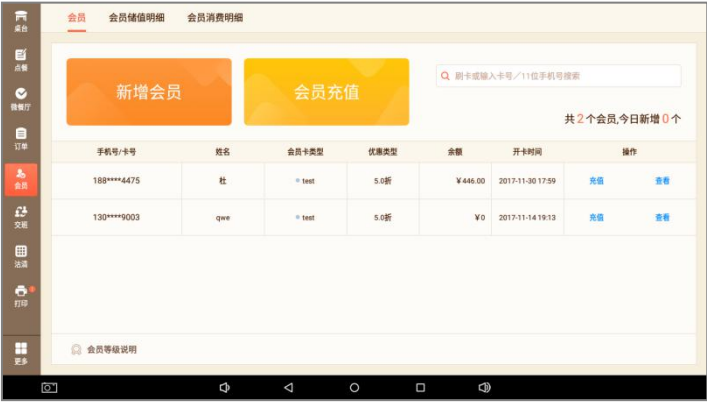 桌台
点餐
微餐厅
订单
会员
交班
沽清
打印
更多
会员 会员储值明细 会员消费明细
新增会员 会员充值
刷卡或输入卡号／11位手机号搜索
共2个会员,今日新增0个
手机号/卡号 姓名 会员卡类型 优惠类型 余额 开卡时间 操作
188****4475 杜 test 5.0折 ¥446.00 2017-11-30 17:59 充值 查看
130****9003 qwe test 5.0折 ¥0 2017-11-14 19:13 充值 查看
会员等级说明